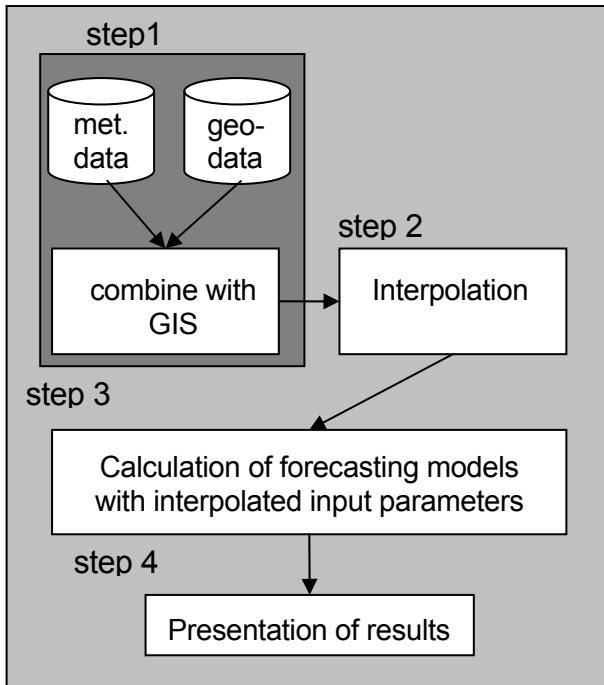 step1
met.
data
geo-
data
combine with
GIS
step 2
Interpolation
step 3
Calculation of forecasting models
with interpolated input parameters
step 4
Presentation of results